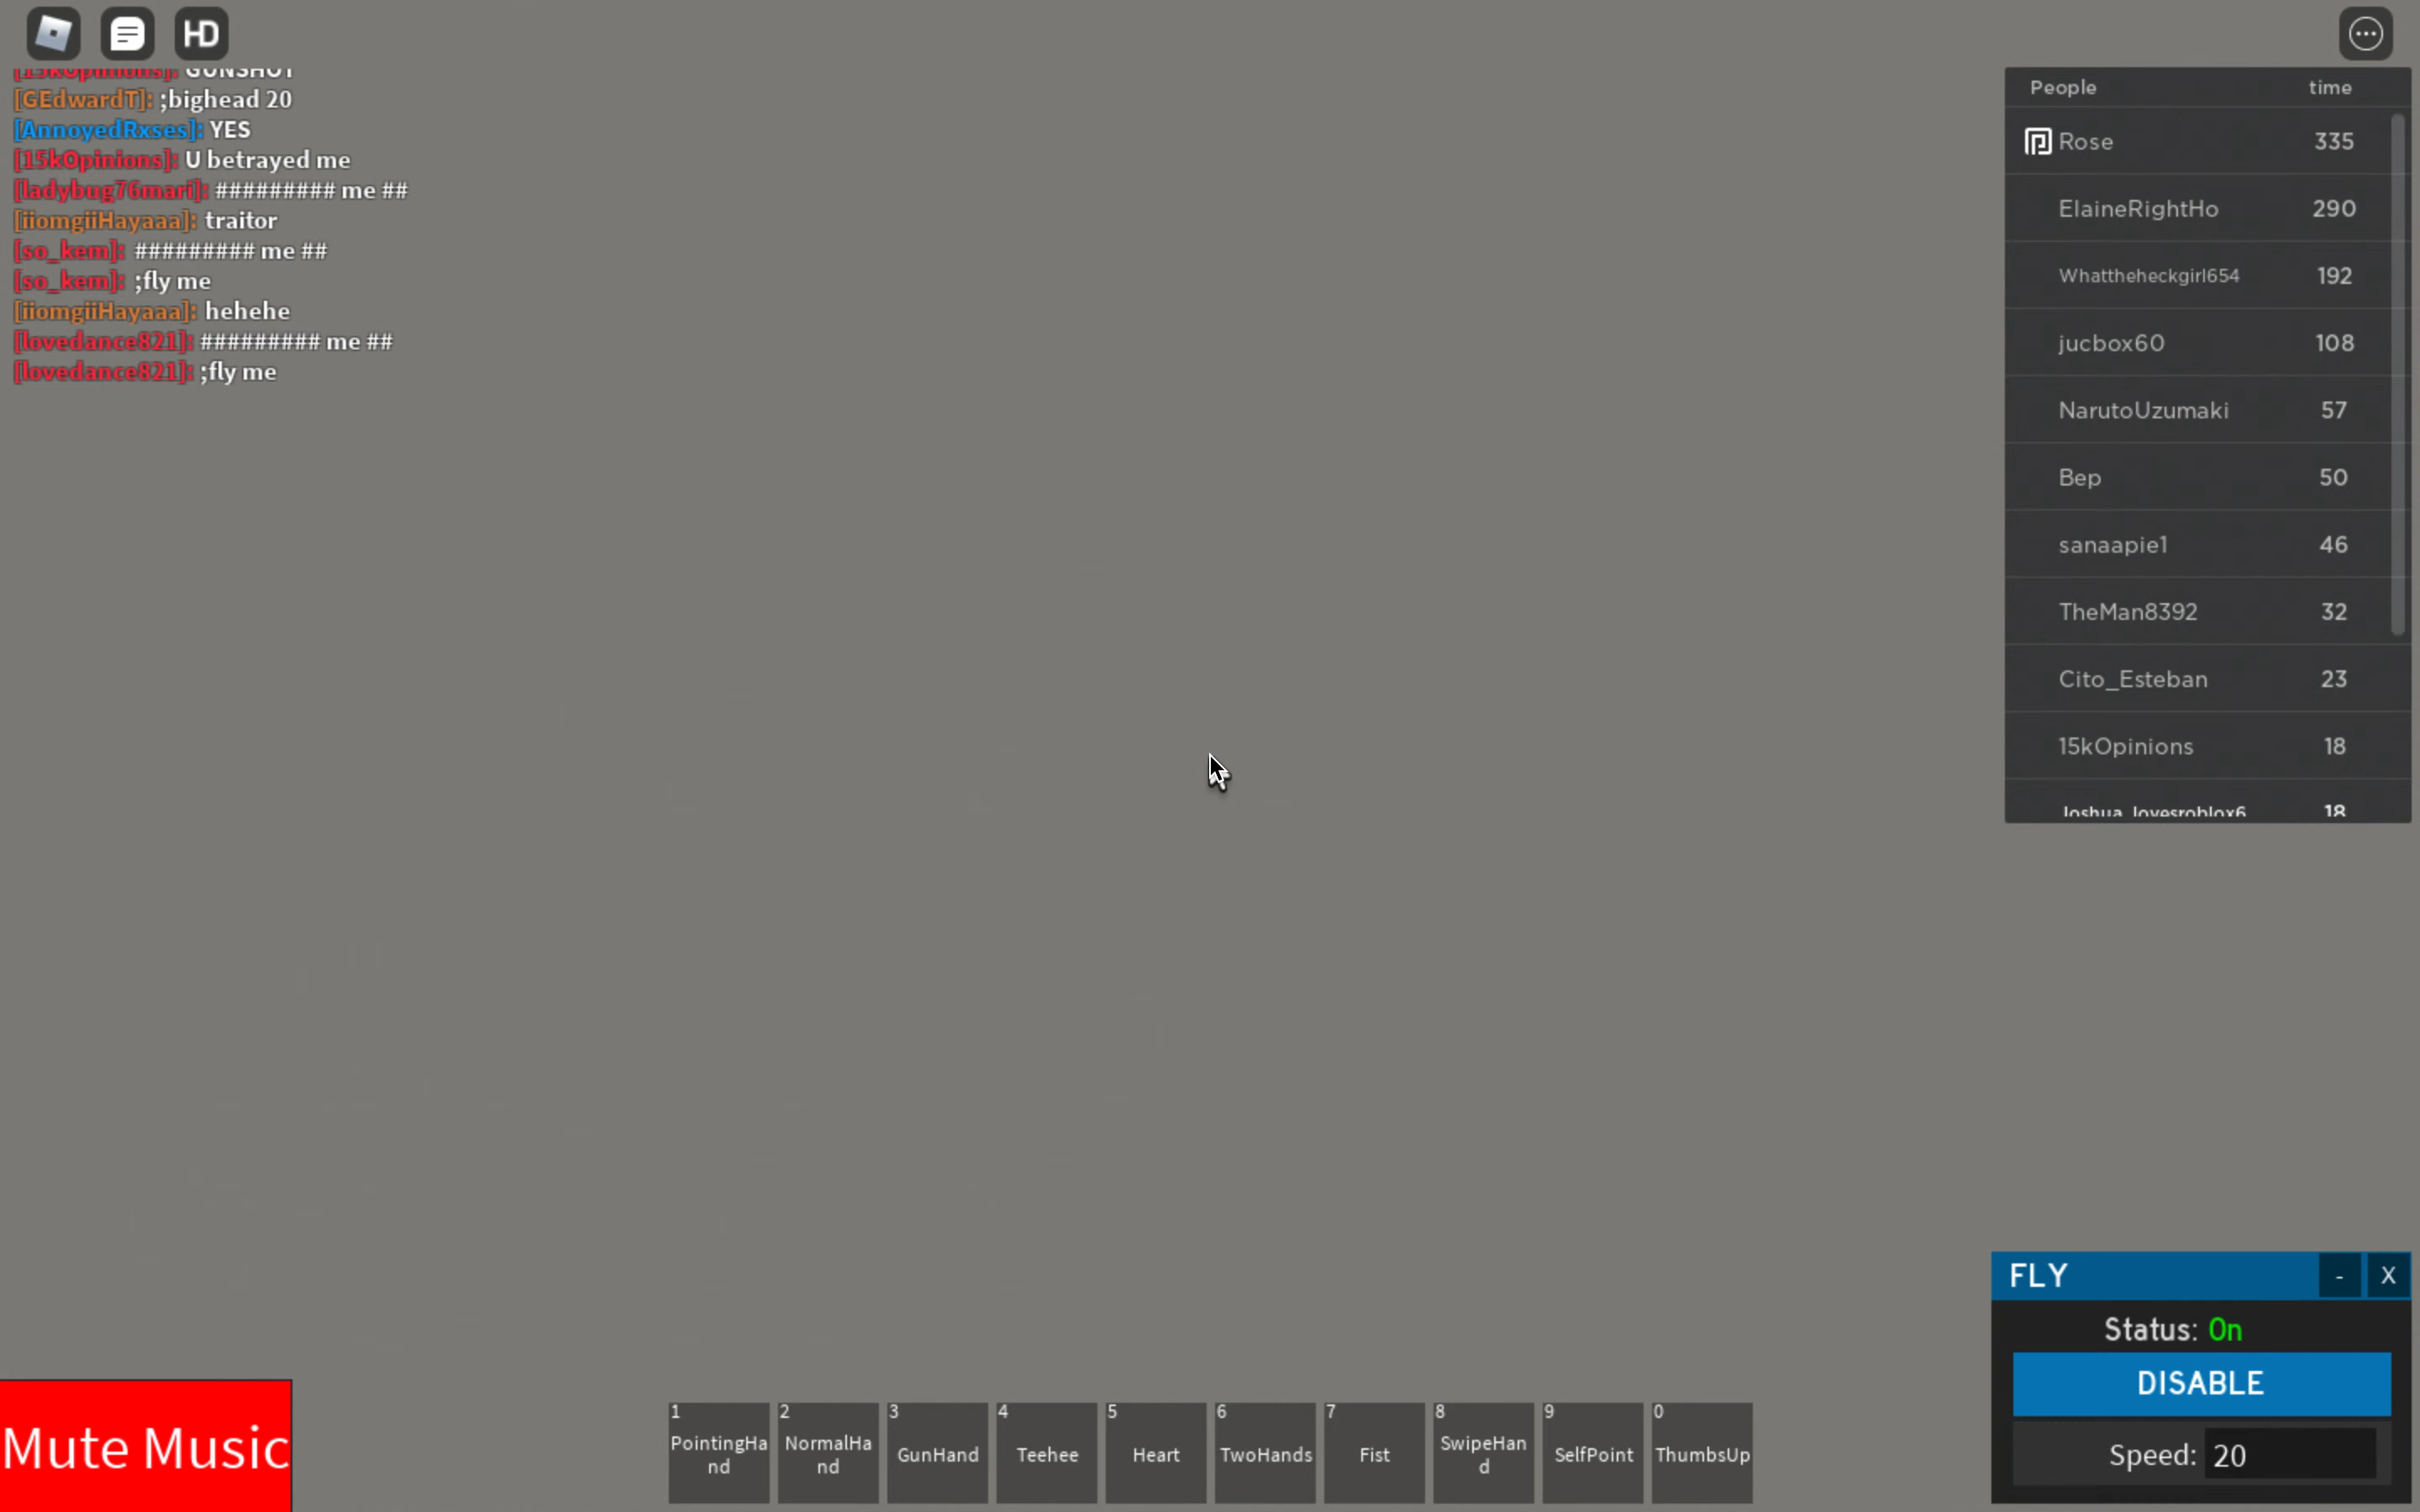 HD
[15kOpinions]: GUNSHOT
[GEdwardT]: ;bighead 20
[AnnoyedRxses]: YES
[15kOpinions]: U betrayed me
[ladybug76mari]: ######### me ##
[iiomgiiHayaaa]: traitor
[so_kem]: ######### me ##
[so_kem]: ;fly me
[iiomgiiHayaaa]: hehehe
[lovedance821]: ######### me ##
[lovedance821]: ;fly me
People time
Rose 335
ElaineRightHo 290
Whattheheckgirl654 192
jucbox60 108
NarutoUzumaki 57
Bep 50
sanaapie1 46
TheMan8392 32
Cito_Esteban 23
15kOpinions 18
Joshua_lovesroblox6 18
FLY - X
Status: On
DISABLE
Speed: 20
Mute Music
1 2 3 4 5 6 7 8 9 0
PointingHa NormalHa GunHand Teehee Heart TwoHands Fist SwipeHan SelfPoint ThumbsUp
nd nd d